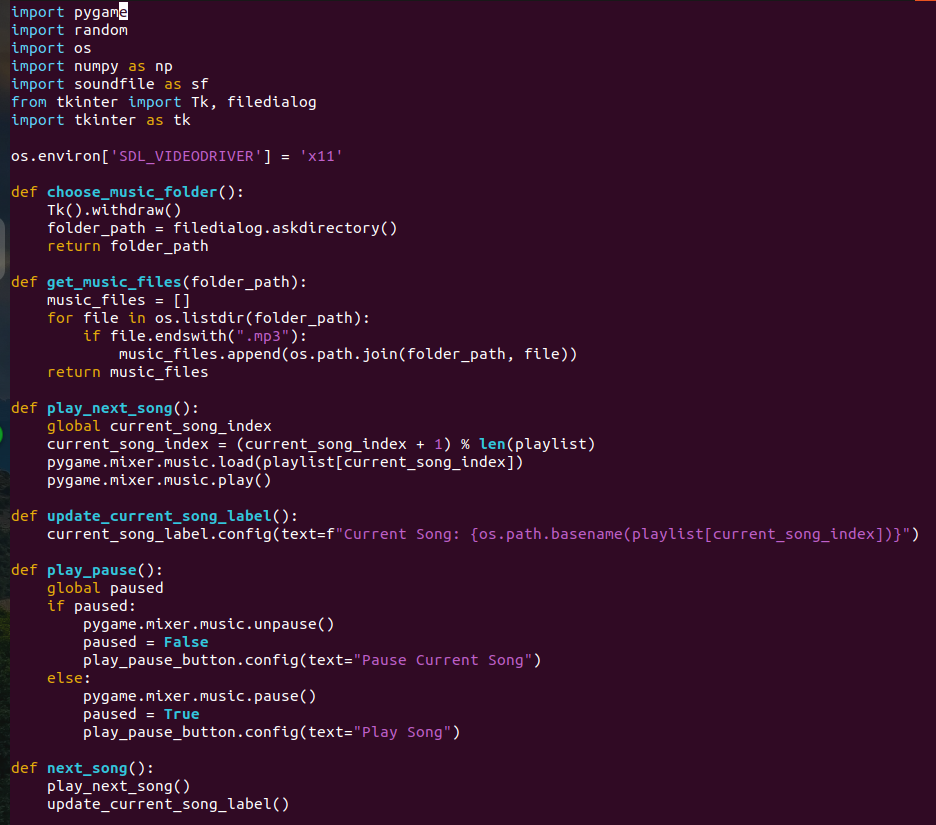 import pygame
import random
import os
import numpy as np
import soundfile as sf
from tkinter import Tk, filedialog
import tkinter as tk

os.environ['SDL_VIDEODRIVER'] = 'x11'

def choose_music_folder():
    Tk().withdraw()
    folder_path = filedialog.askdirectory()
    return folder_path

def get_music_files(folder_path):
    music_files = []
    for file in os.listdir(folder_path):
        if file.endswith(".mp3"):
            music_files.append(os.path.join(folder_path, file))
    return music_files

def play_next_song():
    global current_song_index
    current_song_index = (current_song_index + 1) % len(playlist)
    pygame.mixer.music.load(playlist[current_song_index])
    pygame.mixer.music.play()

def update_current_song_label():
    current_song_label.config(text=f"Current Song: {os.path.basename(playlist[current_song_index])}")

def play_pause():
    global paused
    if paused:
        pygame.mixer.music.unpause()
        paused = False
        play_pause_button.config(text="Pause Current Song")
    else:
        pygame.mixer.music.pause()
        paused = True
        play_pause_button.config(text="Play Song")

def next_song():
    play_next_song()
    update_current_song_label()